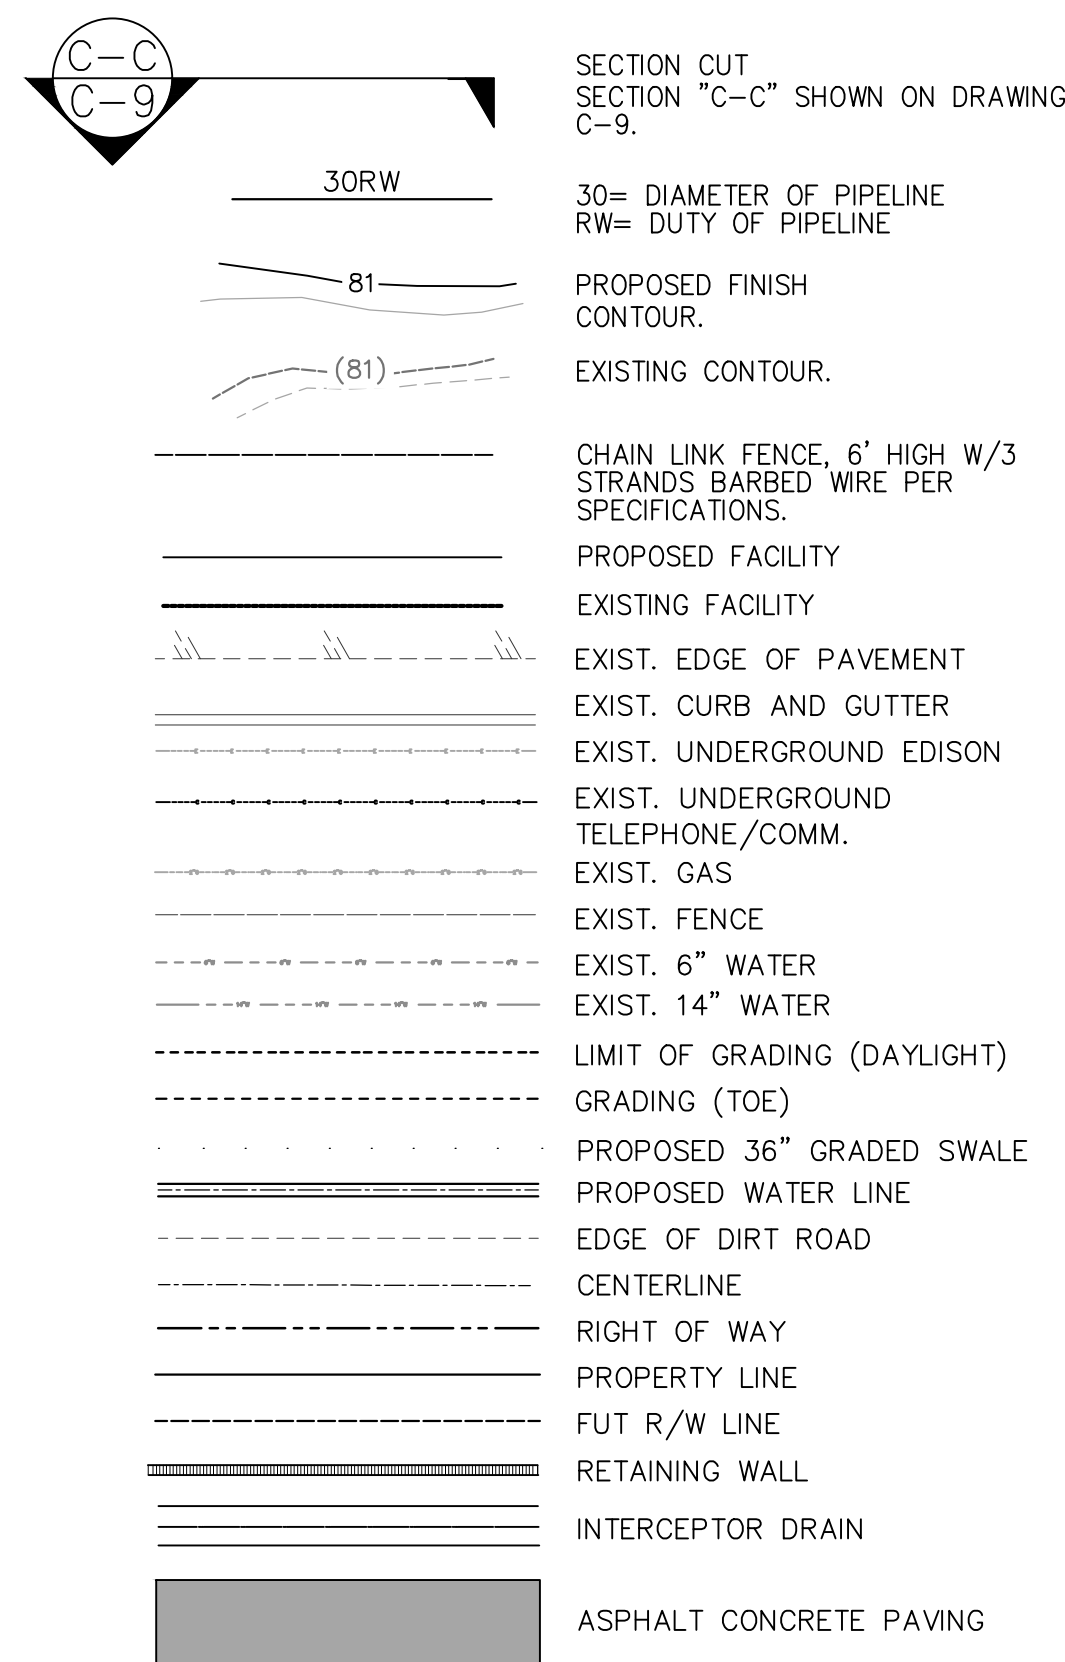 C-C
C-9
SECTION CUT
SECTION "C-C" SHOWN ON DRAWING
C-9.
30RW
30= DIAMETER OF PIPELINE
RW= DUTY OF PIPELINE
81
PROPOSED FINISH
CONTOUR.
(81)
EXISTING CONTOUR.
CHAIN LINK FENCE, 6' HIGH W/3
STRANDS BARBED WIRE PER
SPECIFICATIONS.
PROPOSED FACILITY
EXISTING FACILITY
EXIST. EDGE OF PAVEMENT
EXIST. CURB AND GUTTER
EXIST. UNDERGROUND EDISON
EXIST. UNDERGROUND
TELEPHONE/COMM.
EXIST. GAS
EXIST. FENCE
EXIST. 6" WATER
EXIST. 14" WATER
LIMIT OF GRADING (DAYLIGHT)
GRADING (TOE)
PROPOSED 36" GRADED SWALE
PROPOSED WATER LINE
EDGE OF DIRT ROAD
CENTERLINE
RIGHT OF WAY
PROPERTY LINE
FUT R/W LINE
RETAINING WALL
INTERCEPTOR DRAIN
ASPHALT CONCRETE PAVING